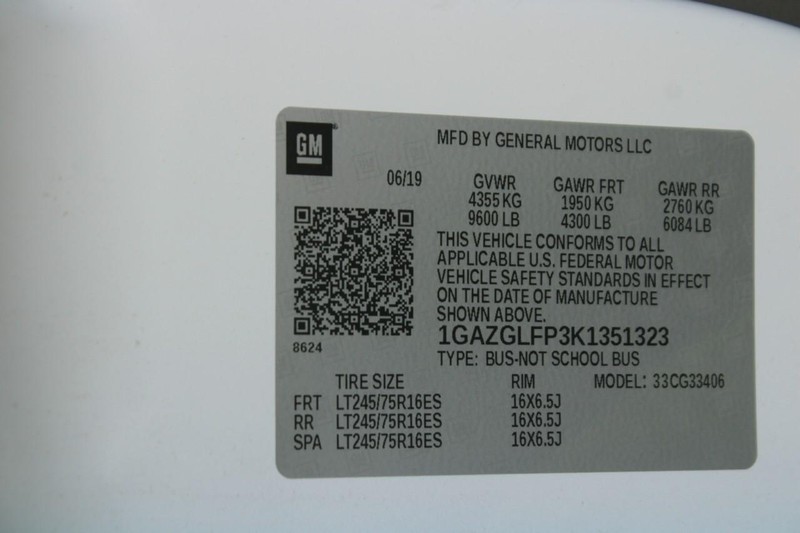 GM
MFD BY GENERAL MOTORS LLC
06/19 GVWR GAWR FRT GAWR RR
4355 KG 1950 KG 2760 KG
9600 LB 4300 LB 6084 LB
THIS VEHICLE CONFORMS TO ALL
APPLICABLE U.S. FEDERAL MOTOR
VEHICLE SAFETY STANDARDS IN EFFECT
ON THE DATE OF MANUFACTURE
SHOWN ABOVE.
8624
1GAZGLFP3K1351323
TYPE: BUS-NOT SCHOOL BUS
TIRE SIZE RIM MODEL: 33CG33406
FRT LT245/75R16ES 16X6.5J
RR LT245/75R16ES 16X6.5J
SPA LT245/75R16ES 16X6.5J